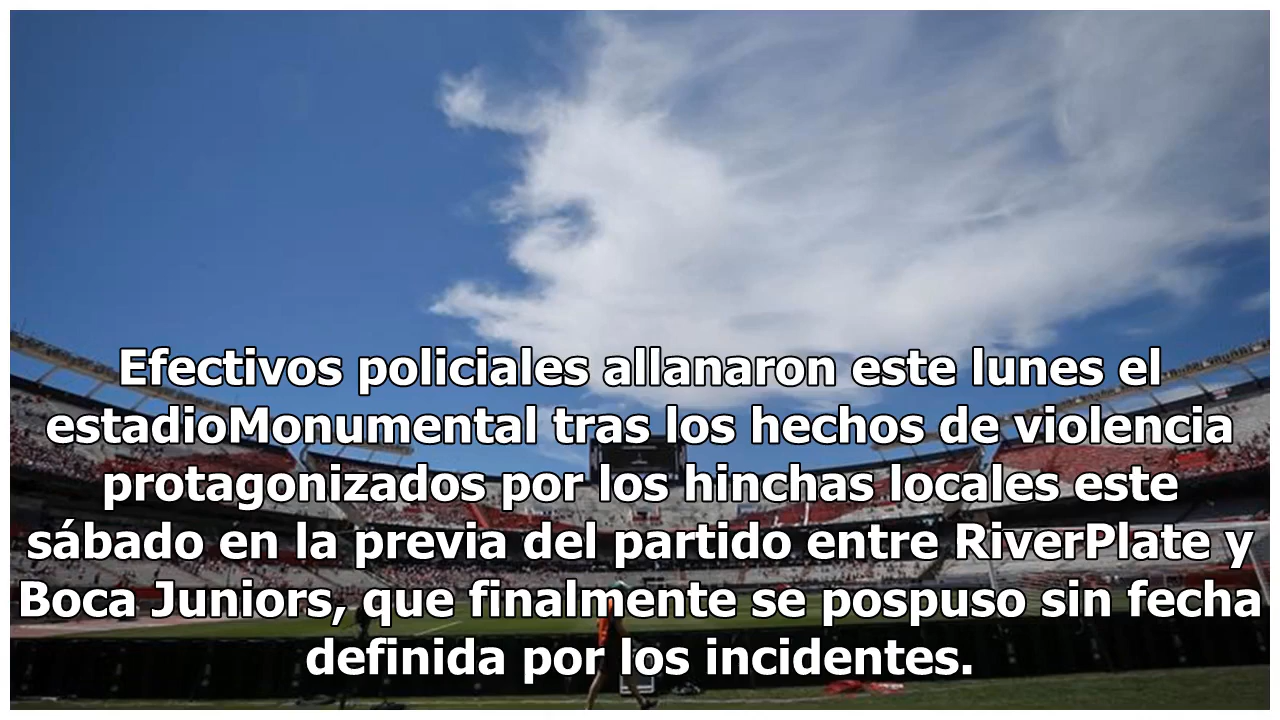 Efectivos policiales allanaron este lunes el
estadioMonumental tras los hechos de violencia
protagonizados por los hinchas locales este
sábado en la previa del partido entre RiverPlate y
Boca Juniors, que finalmente se pospuso sin fecha
definida por los incidentes.